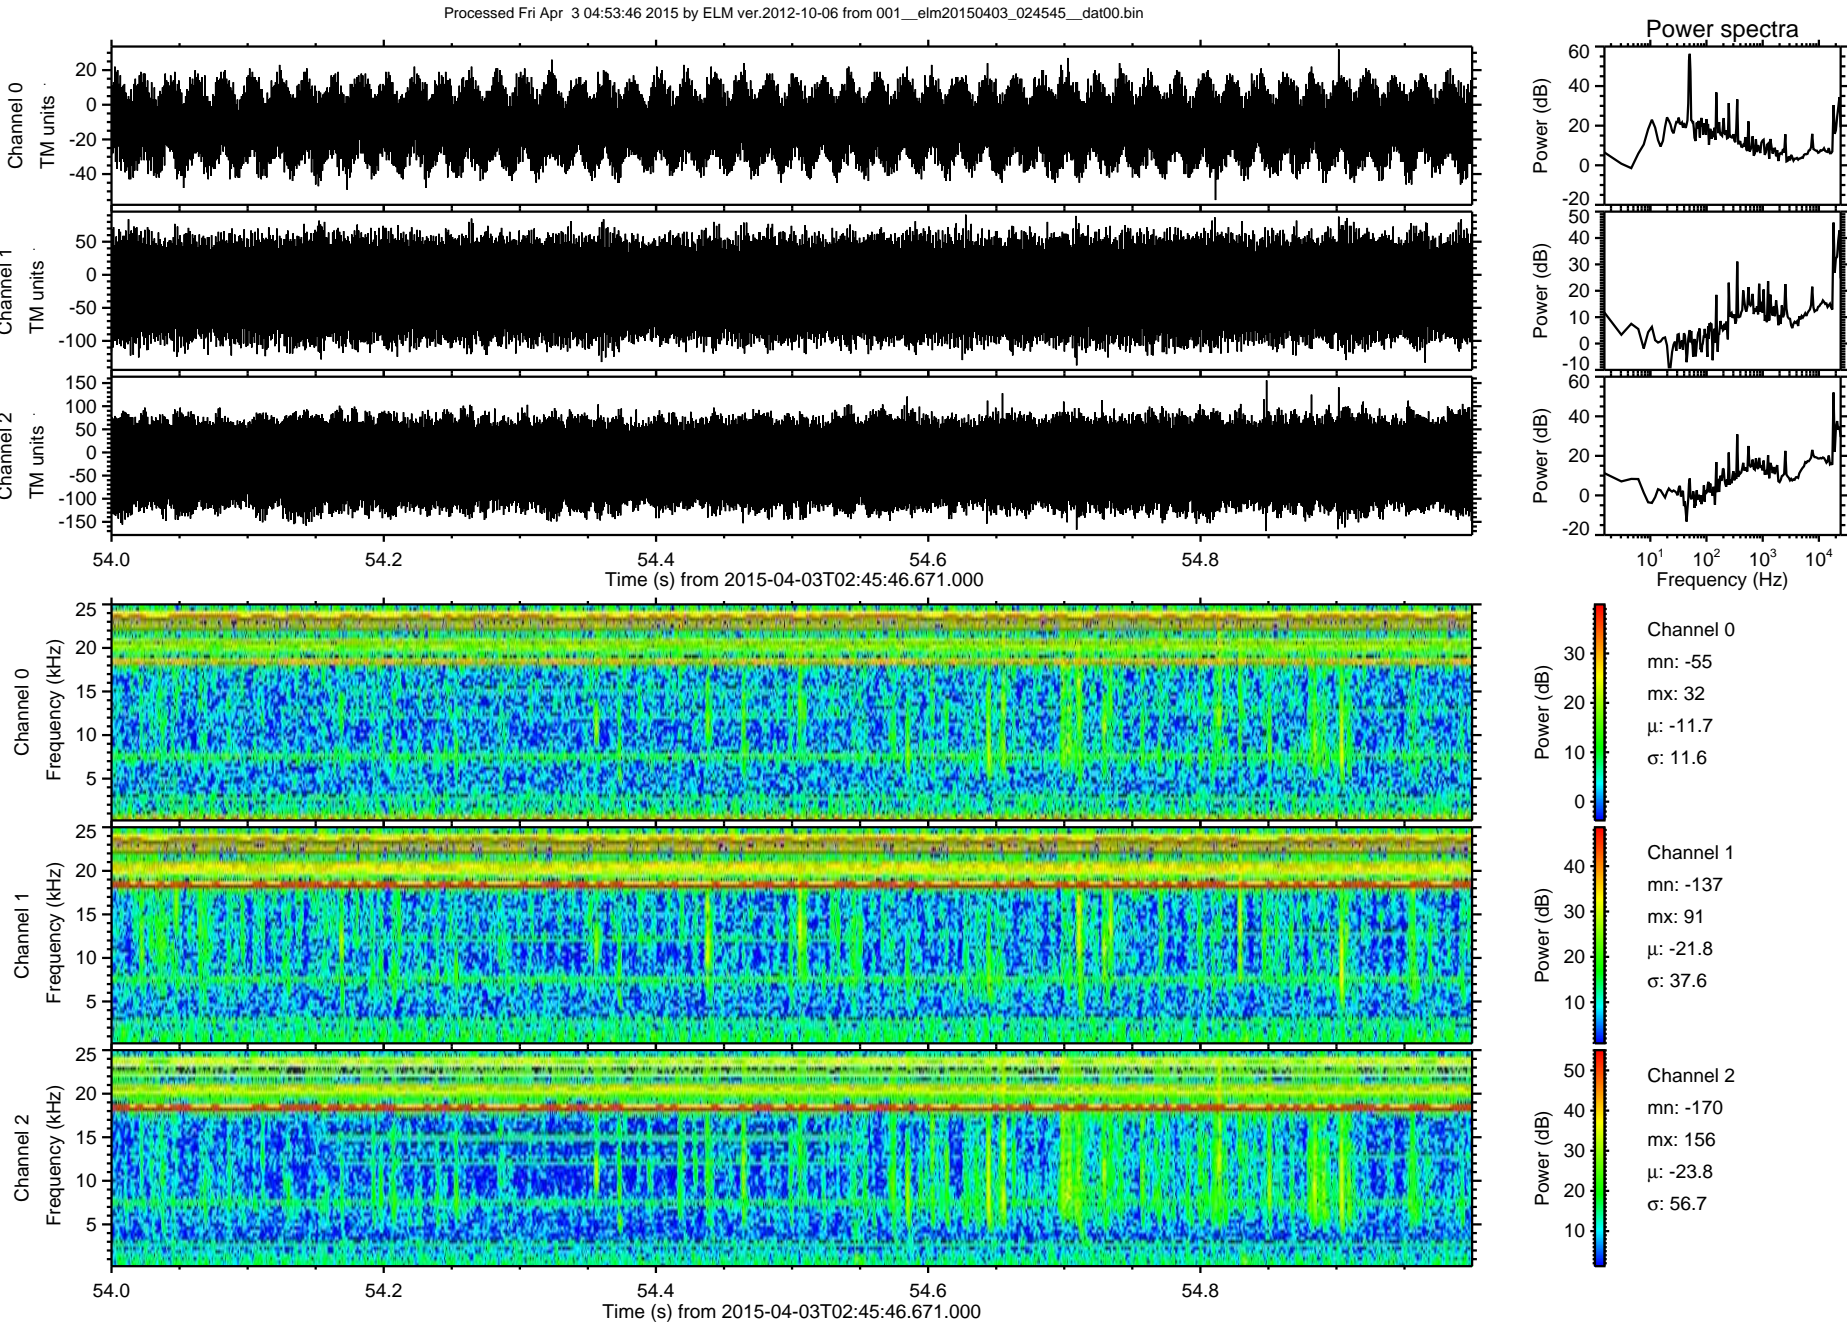 Processed Fri Apr 3 04:53:46 2015 by ELM ver.2012-10-06 from 001__elm20150403_024545__dat00.bin
Power spectra
Channel 0
TM units
20
0
-20
-40
Power (dB)
60
40
20
0
-20
Channel 1
TM units
50
0
-50
-100
Power (dB)
50
40
30
20
10
0
-10
Channel 2
TM units
150
100
50
0
-50
-100
-150
Power (dB)
60
40
20
0
-20
54.0 54.2 54.4 54.6 54.8
Time (s) from 2015-04-03T02:45:46.671.000
10^1 10^2 10^3 10^4
Frequency (Hz)
Channel 0
Frequency (kHz)
25
20
15
10
5
Power (dB)
30
20
10
0
Channel 0
mn: -55
mx: 32
μ: -11.7
σ: 11.6
Channel 1
Frequency (kHz)
25
20
15
10
5
Power (dB)
40
30
20
10
Channel 1
mn: -137
mx: 91
μ: -21.8
σ: 37.6
Channel 2
Frequency (kHz)
25
20
15
10
5
Power (dB)
50
40
30
20
10
Channel 2
mn: -170
mx: 156
μ: -23.8
σ: 56.7
54.0 54.2 54.4 54.6 54.8
Time (s) from 2015-04-03T02:45:46.671.000